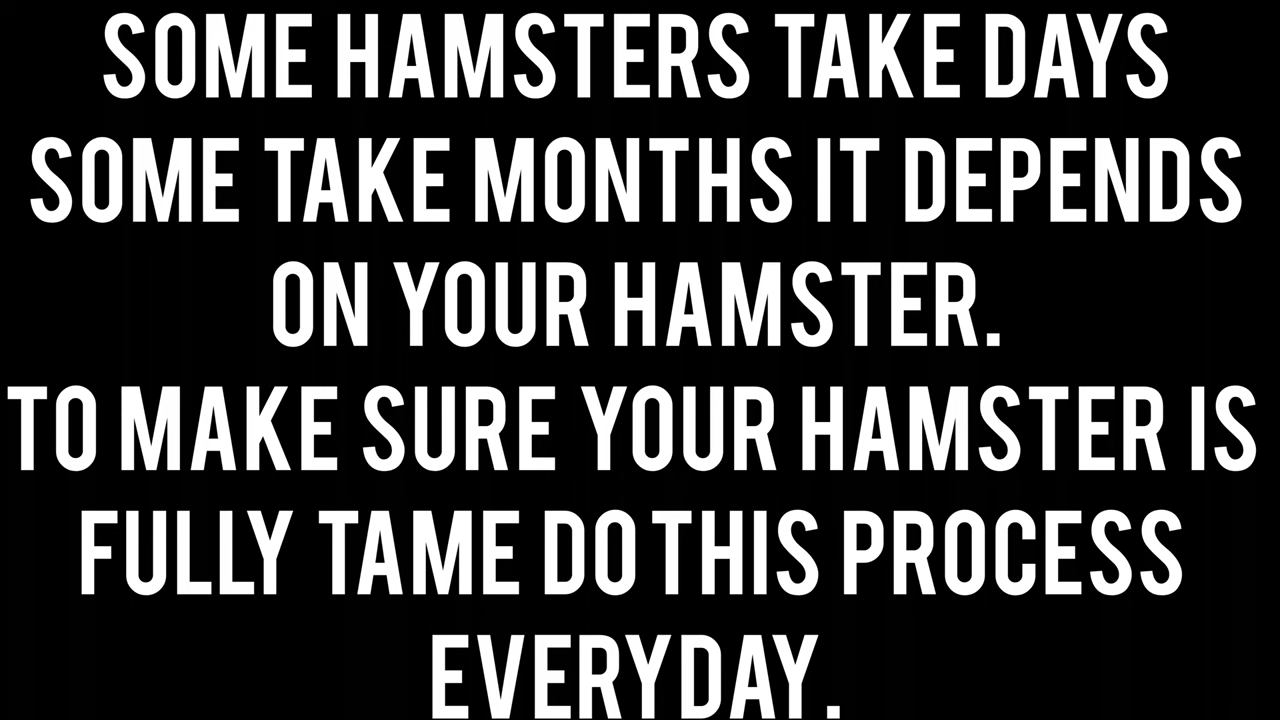 SOME HAMSTERS TAKE DAYS
SOME TAKE MONTHS IT DEPENDS
ON YOUR HAMSTER.
TO MAKE SURE YOUR HAMSTER IS
FULLY TAME DO THIS PROCESS
EVERYDAY.